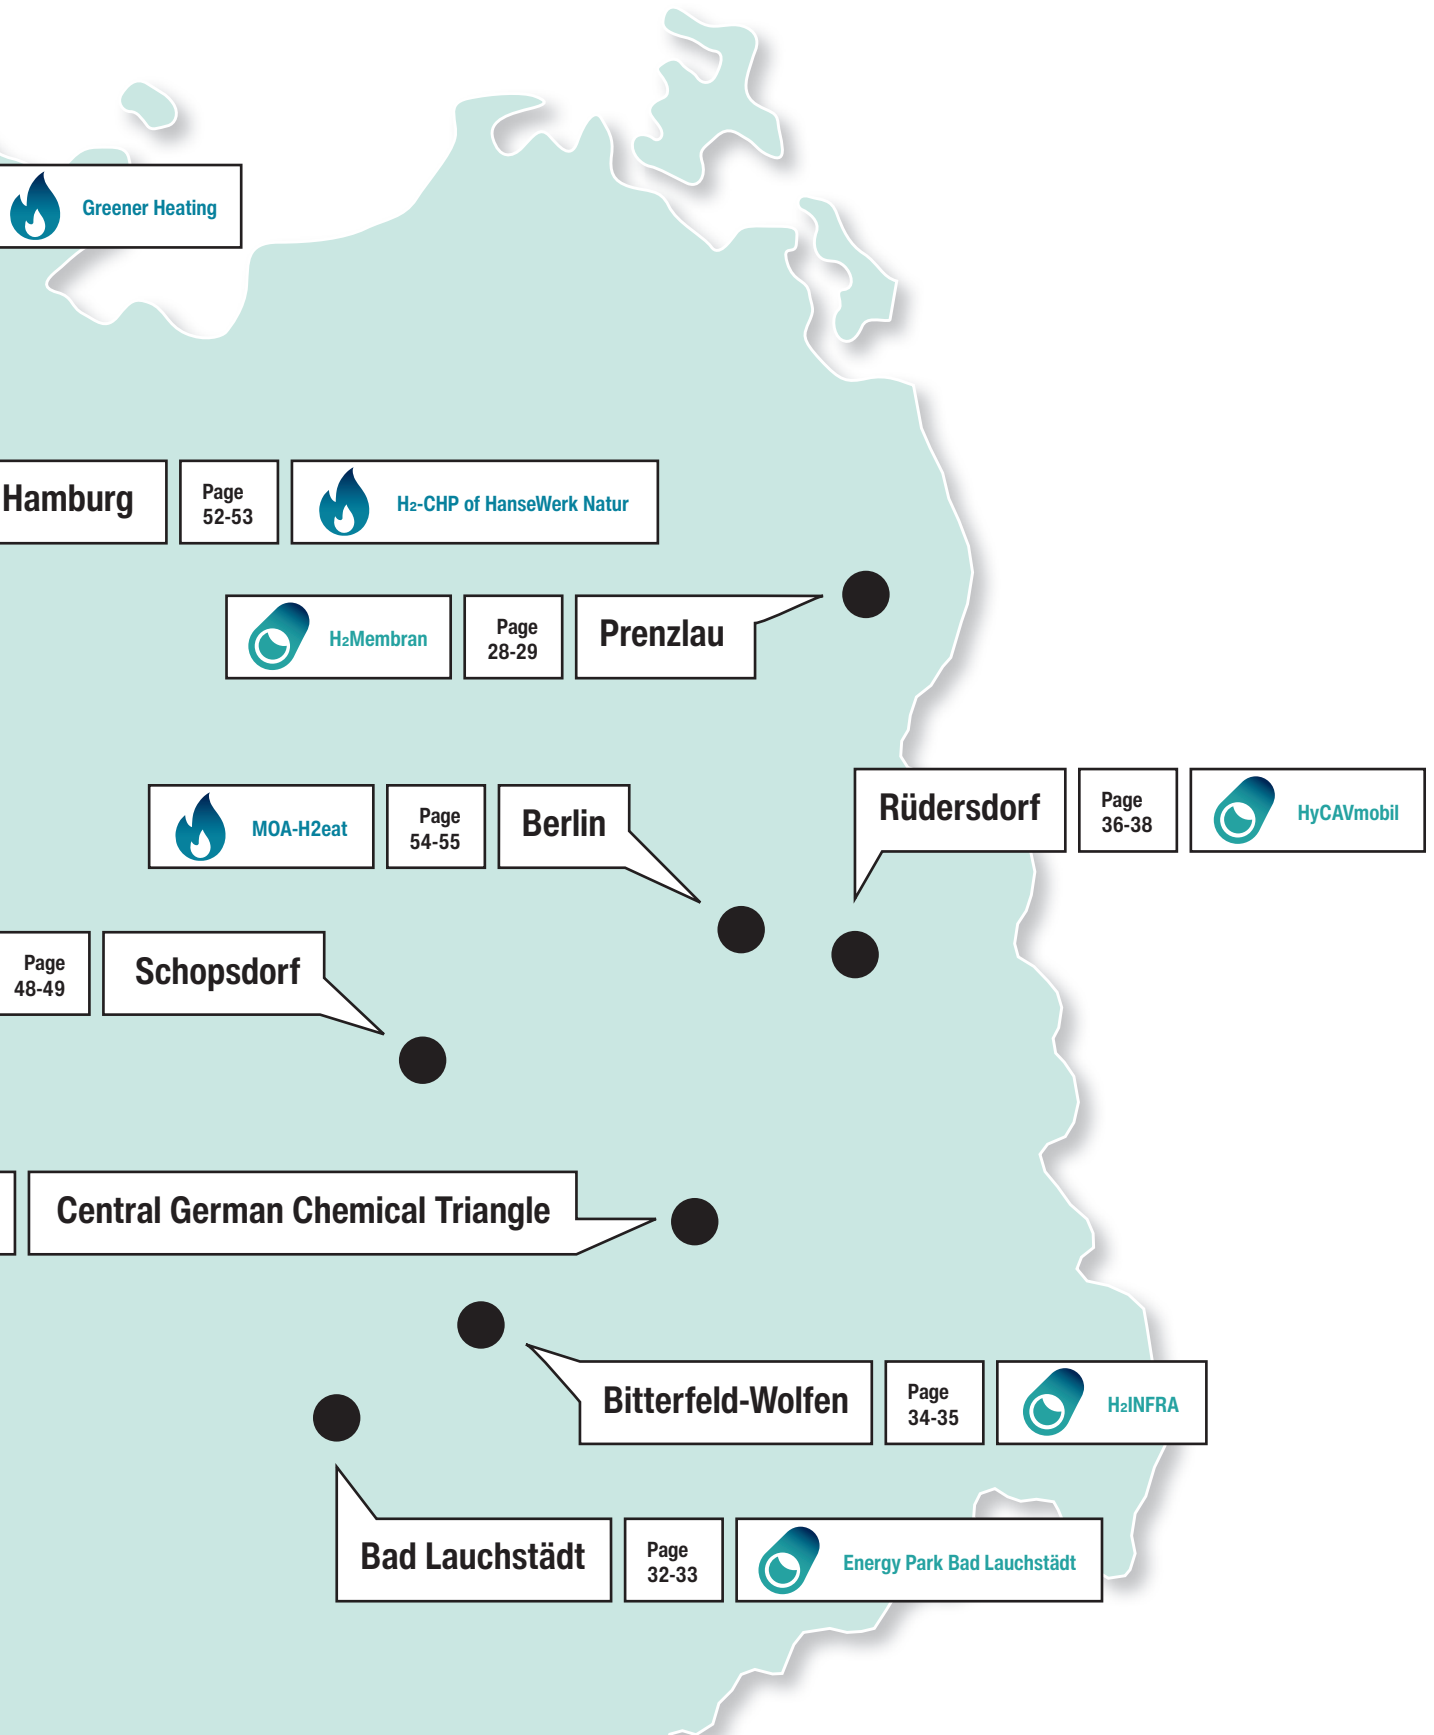 Greener Heating
Hamburg
Page
52-53
H₂-CHP of HanseWerk Natur
H₂Membran
Page
28-29
Prenzlau
MOA-H2eat
Page
54-55
Berlin
Rüdersdorf
Page
36-38
HyCAVmobil
Page
48-49
Schopsdorf
Central German Chemical Triangle
Bitterfeld-Wolfen
Page
34-35
H₂INFRA
Bad Lauchstädt
Page
32-33
Energy Park Bad Lauchstädt